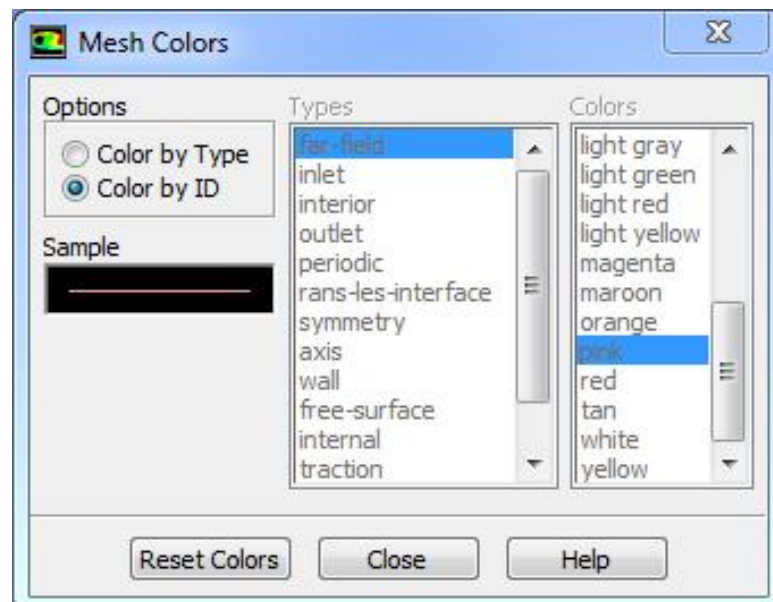 Mesh Colors
Options
Color by Type
Color by ID
Sample
Types
far-field
inlet
interior
outlet
periodic
rans-les-interface
symmetry
axis
wall
free-surface
internal
traction
Colors
light gray
light green
light red
light yellow
magenta
maroon
orange
pink
red
tan
white
yellow
Reset Colors
Close
Help